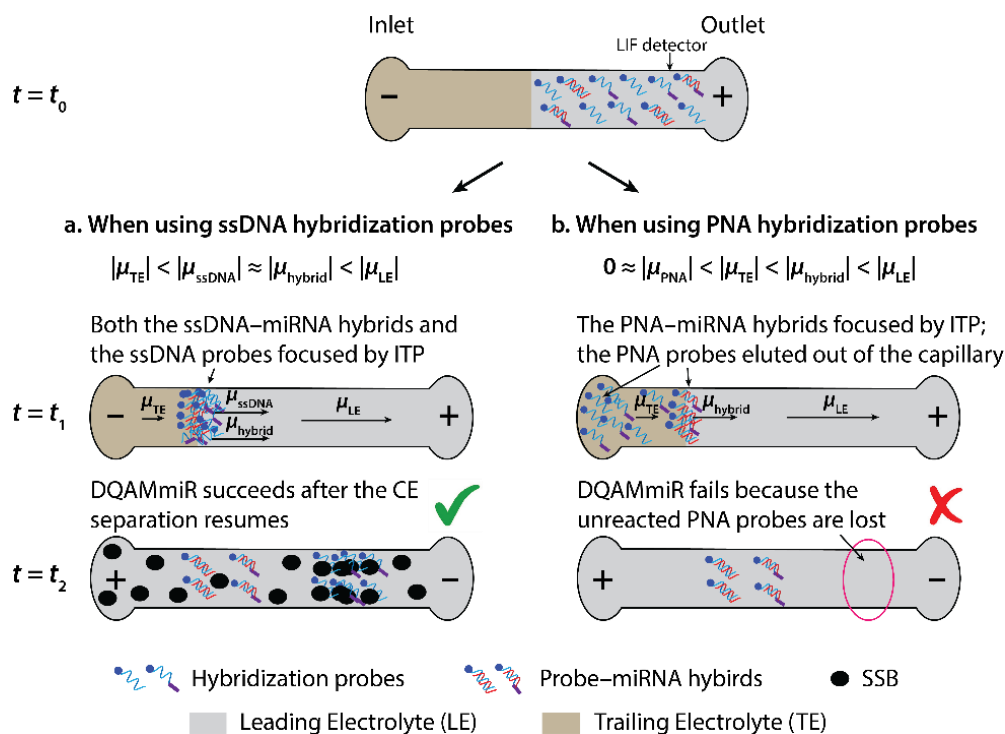 Inlet
Outlet
LIF detector
t = t0
−
+
a. When using ssDNA hybridization probes
|μTE| < |μssDNA| ≈ |μhybrid| < |μLE|
Both the ssDNA–miRNA hybrids and
the ssDNA probes focused by ITP
b. When using PNA hybridization probes
0 ≈ |μPNA| < |μTE| < |μhybrid| < |μLE|
The PNA–miRNA hybrids focused by ITP;
the PNA probes eluted out of the capillary
t = t1
−
μTE
μssDNA
μhybrid
μLE
+
−
μTE
μhybrid
μLE
+
DQAMmiR succeeds after the CE
separation resumes
DQAMmiR fails because the
unreacted PNA probes are lost
t = t2
+
−
+
−
Hybridization probes
Probe–miRNA hybirds
SSB
Leading Electrolyte (LE)
Trailing Electrolyte (TE)